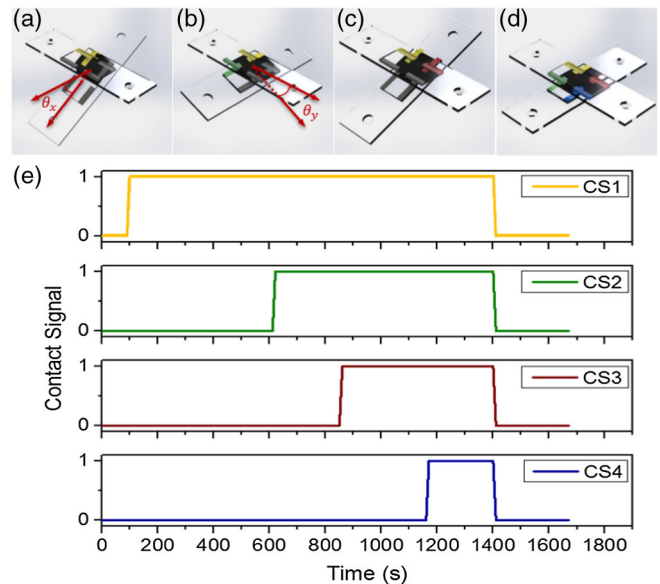 (a)
(b)
(c)
(d)
θx
θy
(e)
1
CS1
0
1
CS2
0
Contact Signal
1
CS3
0
1
CS4
0
0 200 400 600 800 1000 1200 1400 1600 1800
Time (s)